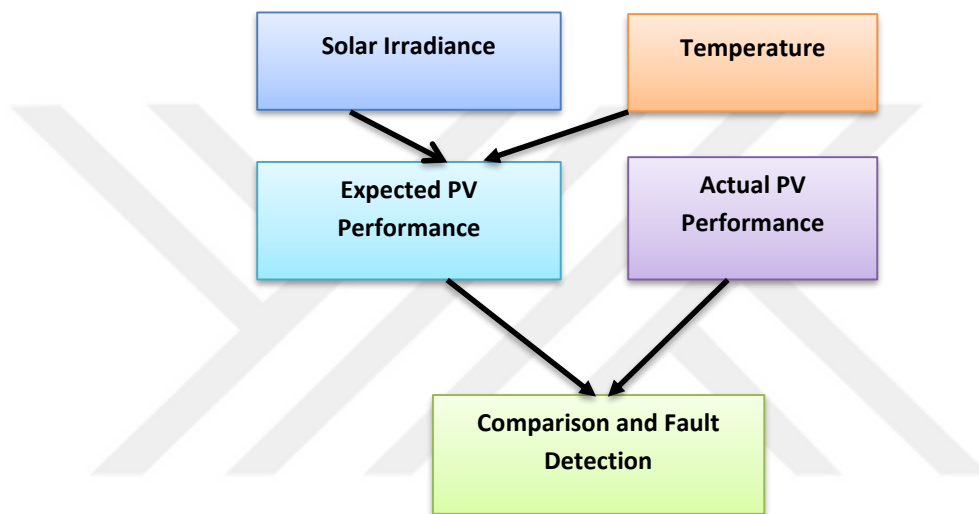 Solar Irradiance
Temperature
Expected PV
Performance
Actual PV
Performance
Comparison and Fault
Detection